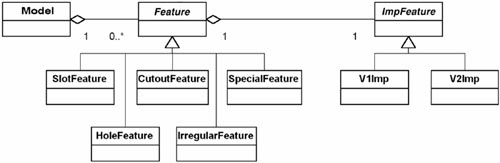 Model
Feature
ImpFeature
1 0..* 1 1
SlotFeature CutoutFeature SpecialFeature V1Imp V2Imp
HoleFeature IrregularFeature